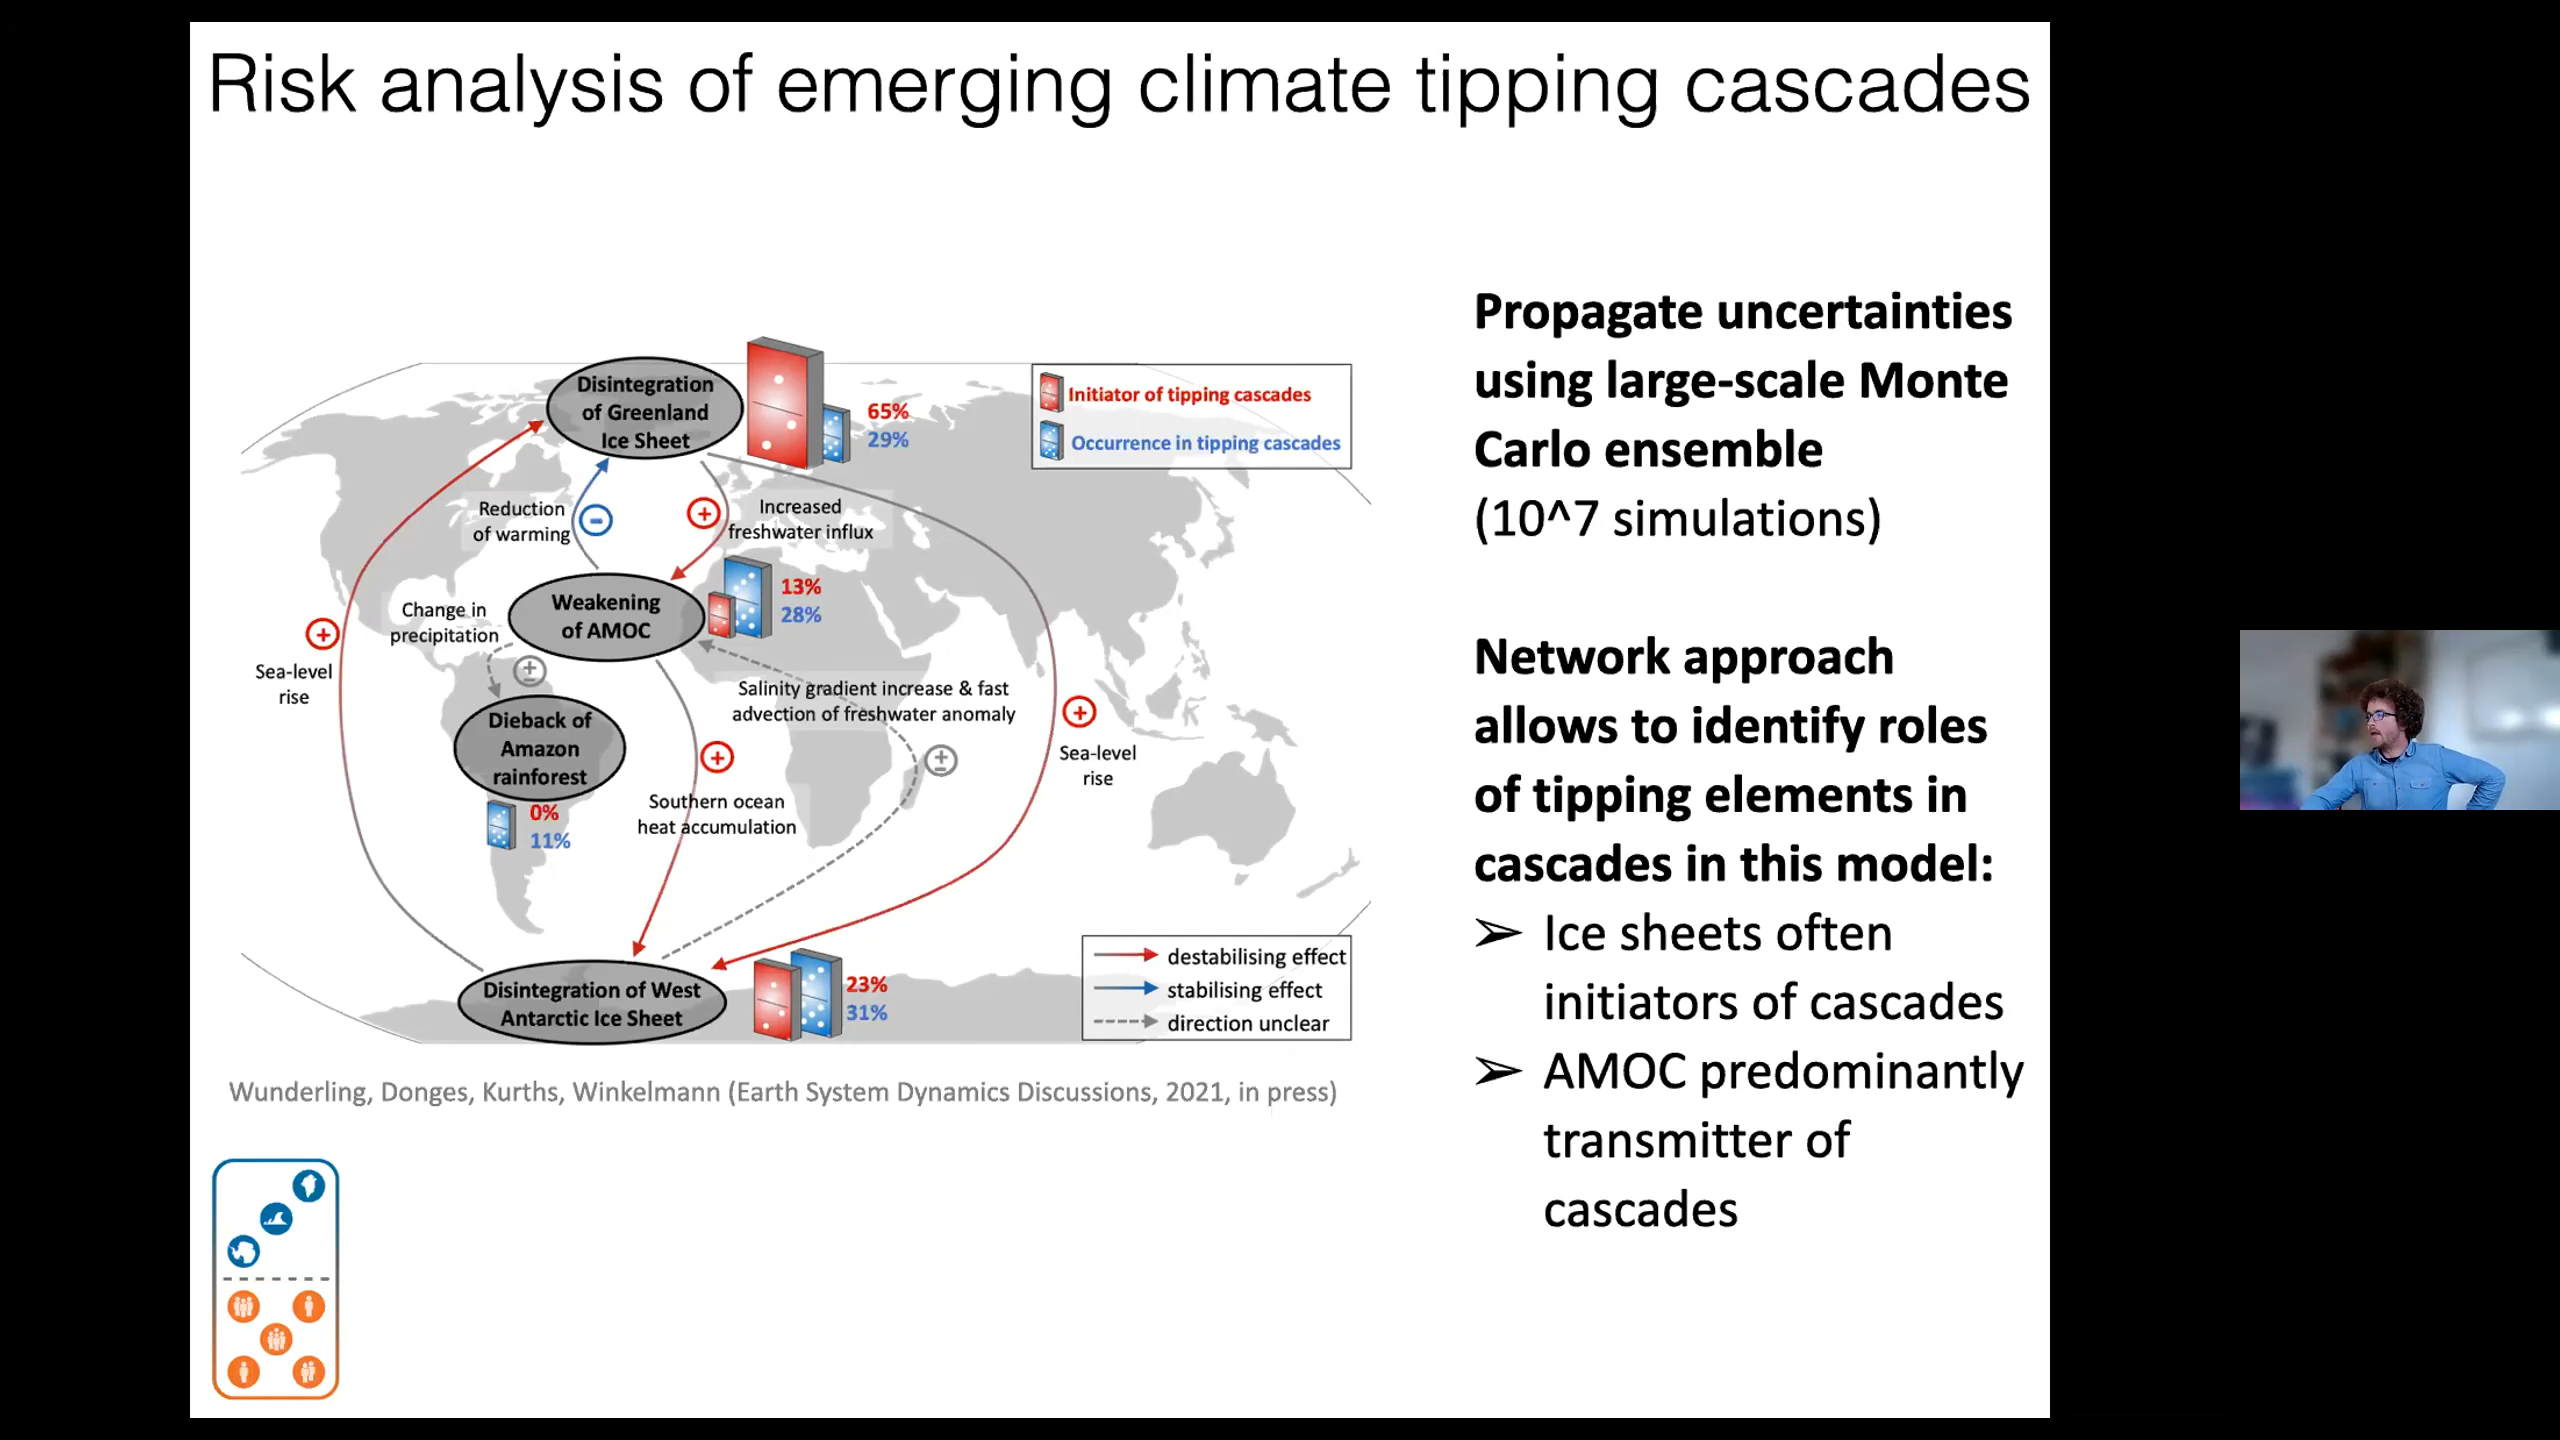 Risk analysis of emerging climate tipping cascades
Disintegration
of Greenland
Ice Sheet
65%
29%
Initiator of tipping cascades
Occurrence in tipping cascades
Reduction
of warming
-
+
Increased
freshwater influx
Weakening
of AMOC
13%
28%
Change in
precipitation
±
+
Sea-level
rise
Dieback of
Amazon
rainforest
0%
11%
Salinity gradient increase & fast
advection of freshwater anomaly
+
±
Southern ocean
heat accumulation
+
Sea-level
rise
Disintegration of West
Antarctic Ice Sheet
23%
31%
destabilising effect
stabilising effect
direction unclear
Wunderling, Donges, Kurths, Winkelmann (Earth System Dynamics Discussions, 2021, in press)
Propagate uncertainties
using large-scale Monte
Carlo ensemble
(10^7 simulations)
Network approach
allows to identify roles
of tipping elements in
cascades in this model:
➢ Ice sheets often
initiators of cascades
➢ AMOC predominantly
transmitter of
cascades